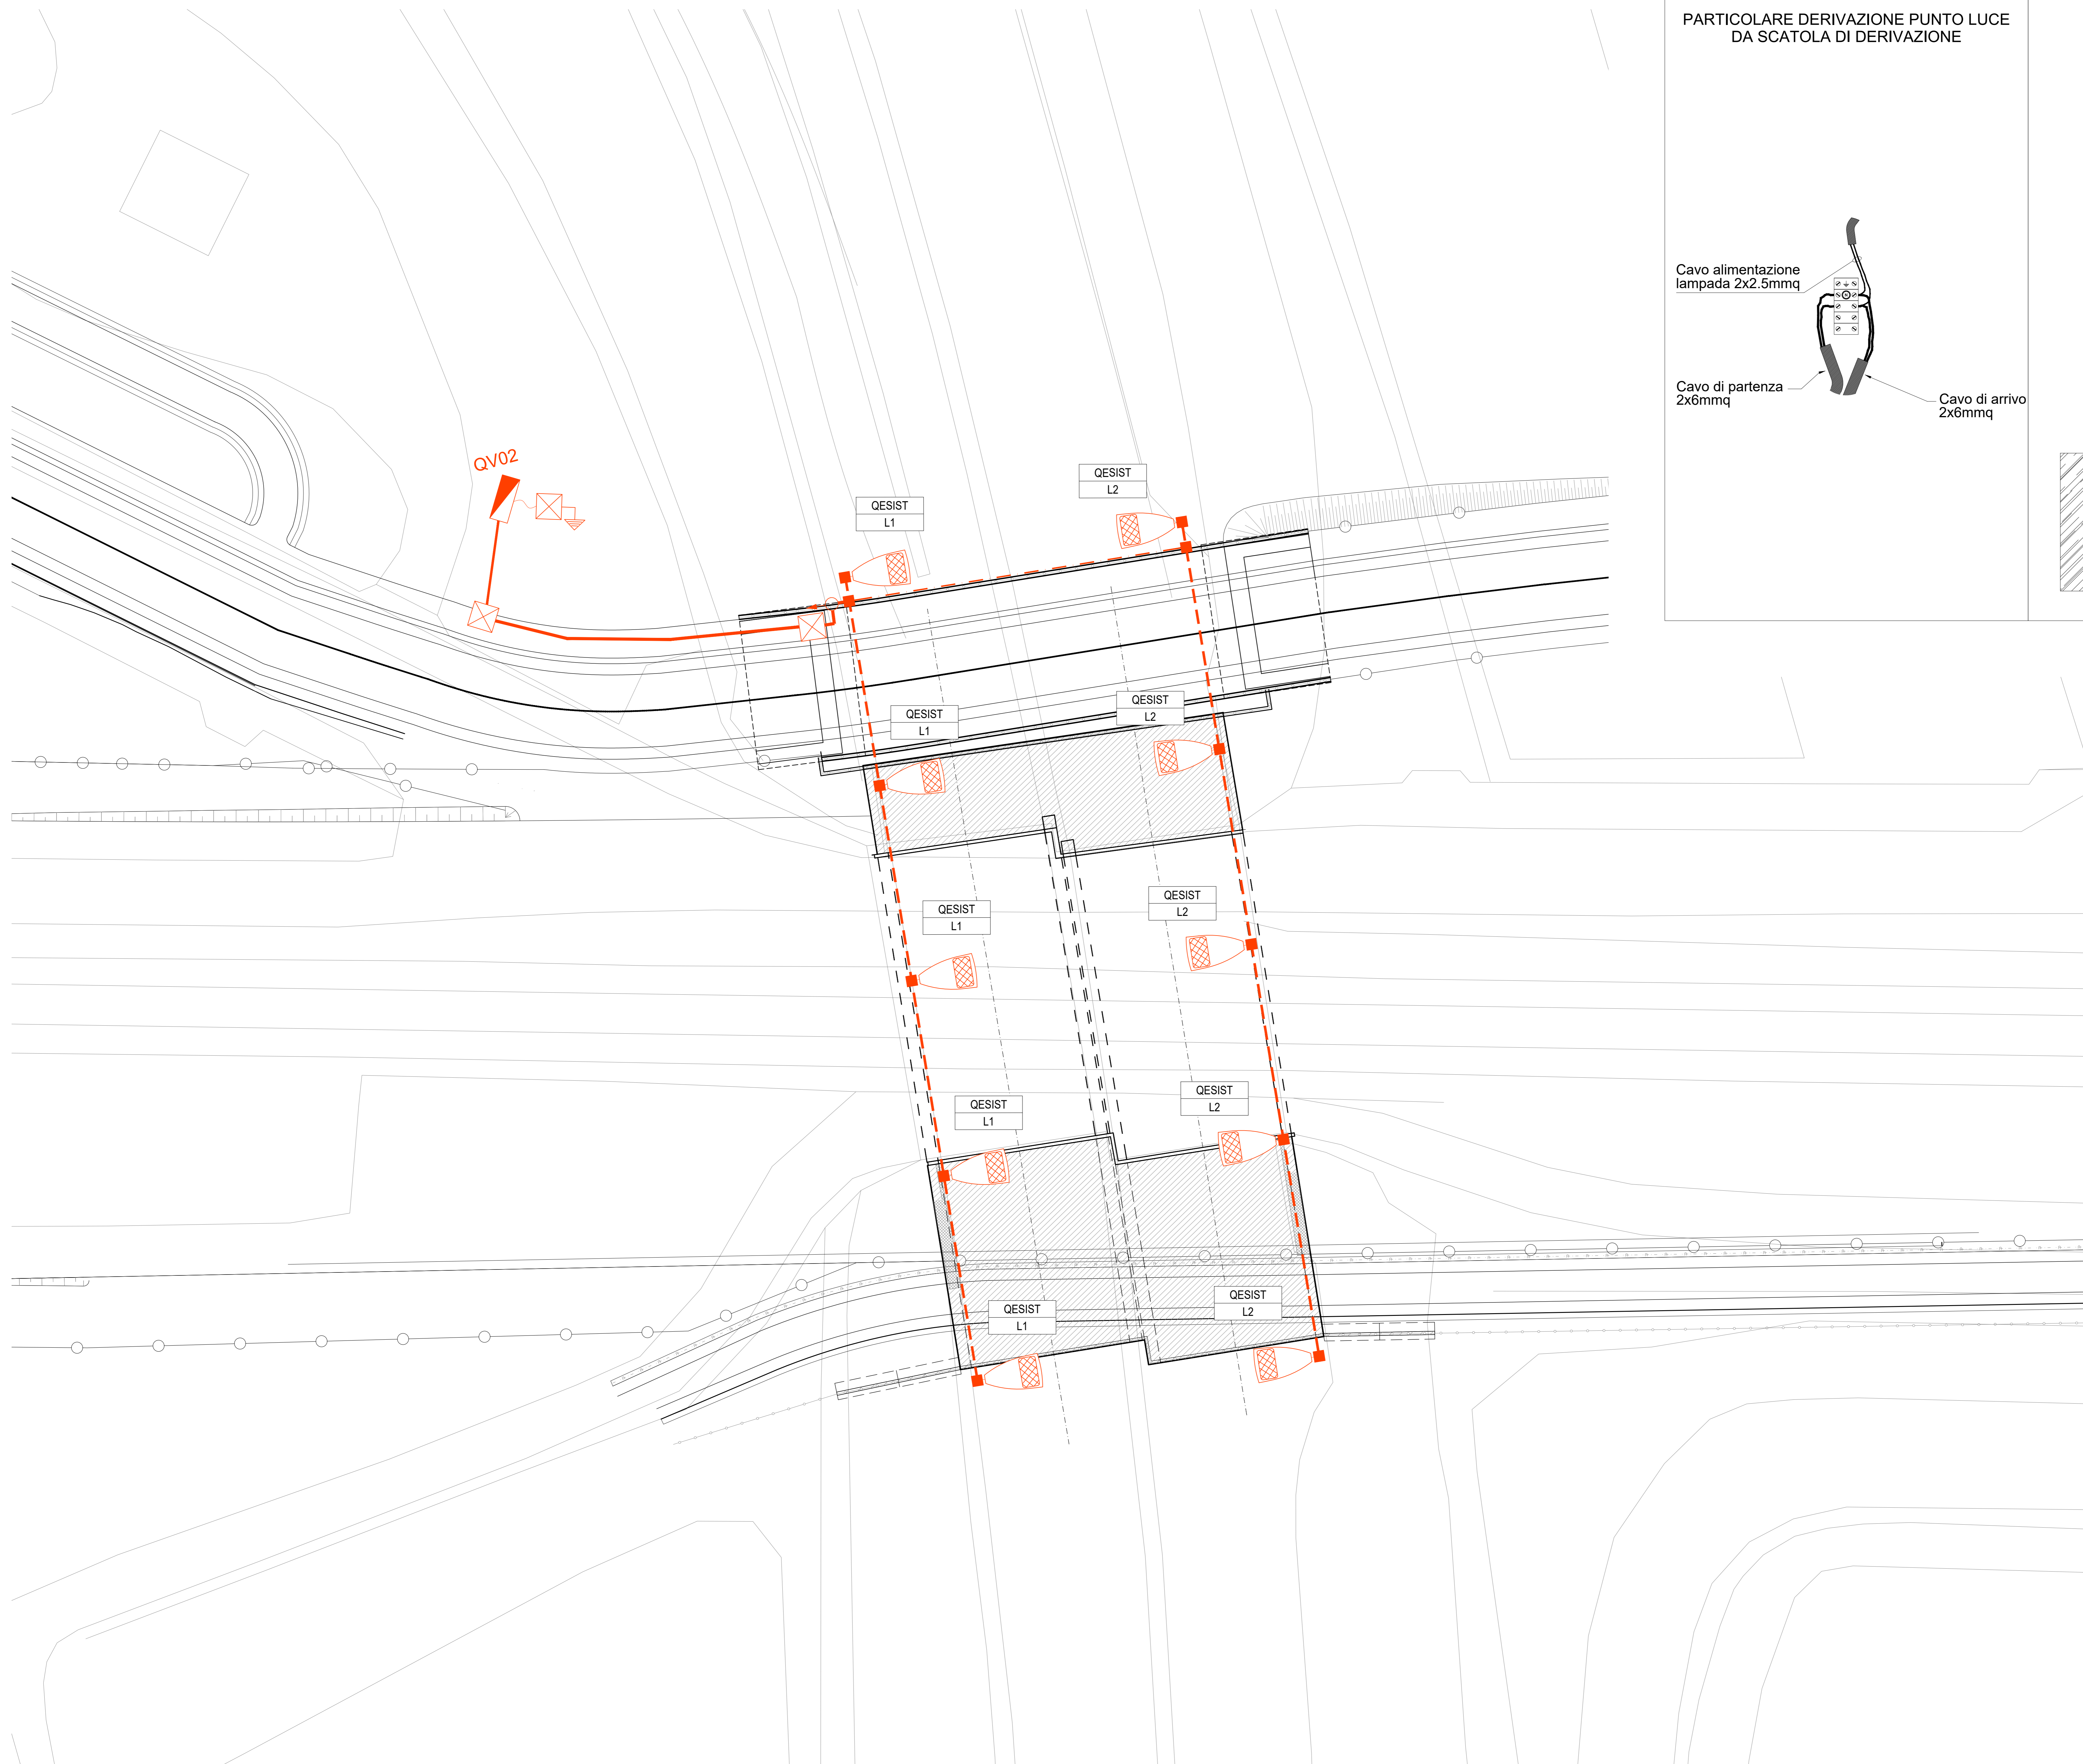 PARTICOLARE DERIVAZIONE PUNTO LUCE
DA SCATOLA DI DERIVAZIONE
Cavo alimentazione
lampada 2x2.5mmq
Cavo di partenza
2x6mmq
Cavo di arrivo
2x6mmq
QV02
QESIST
L2
QESIST
L1
QESIST
L2
QESIST
L1
QESIST
L2
QESIST
L1
QESIST
L2
QESIST
L1
QESIST
L2
QESIST
L1